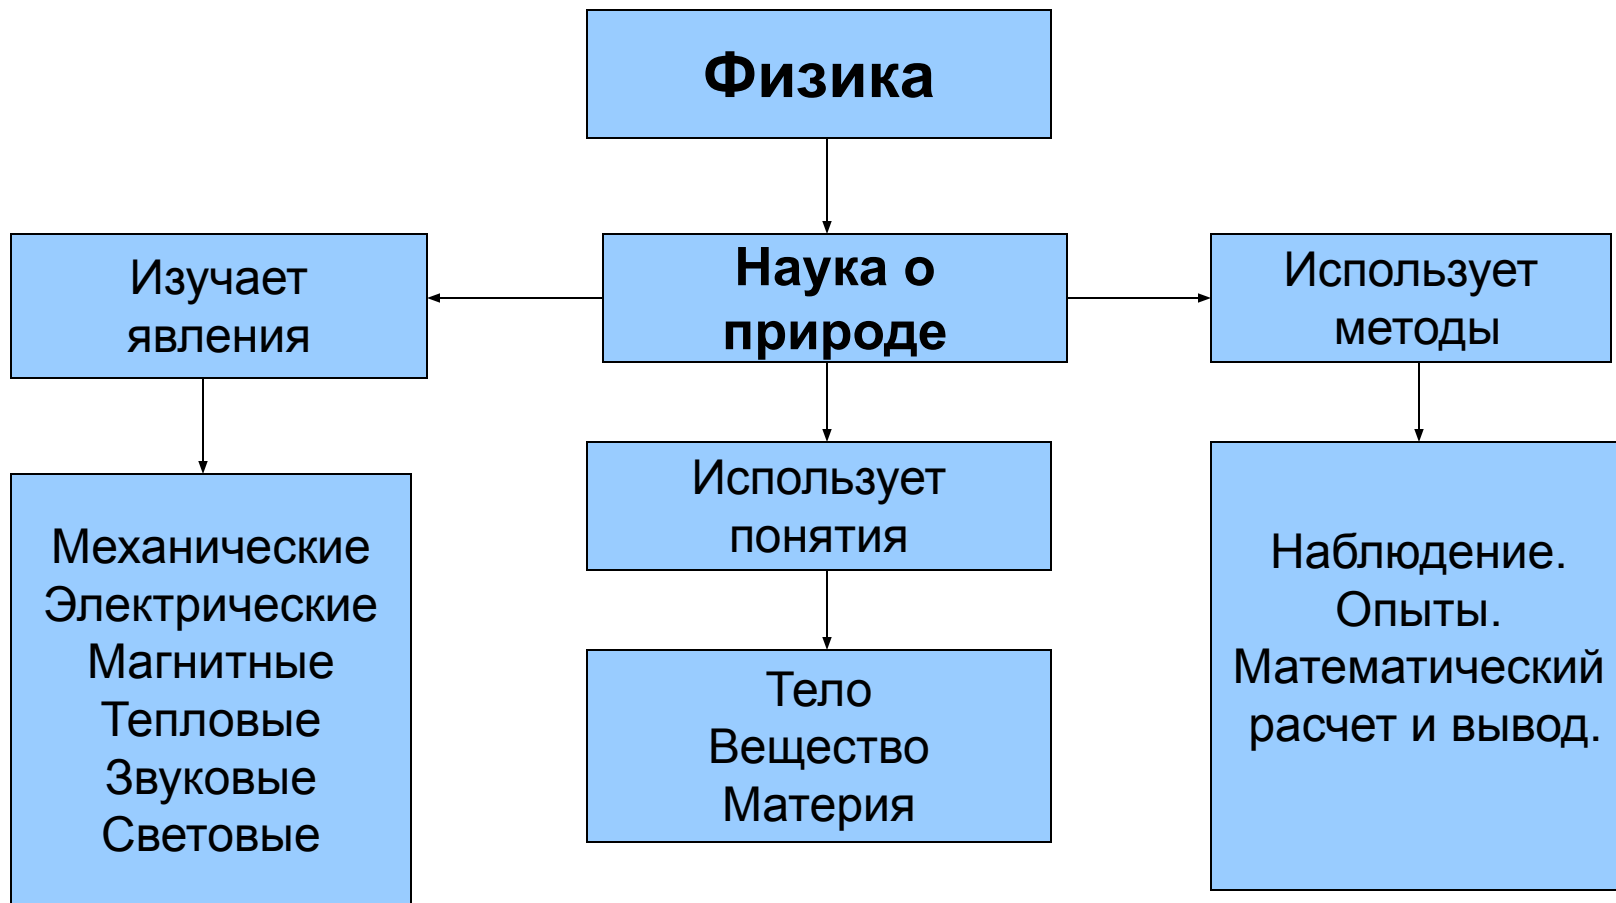 Физика
Изучает
явления
Наука о
природе
Использует
методы
Механические
Электрические
Магнитные
Тепловые
Звуковые
Световые
Использует
понятия
Тело
Вещество
Материя
Наблюдение.
Опыты.
Математический
расчет и вывод.